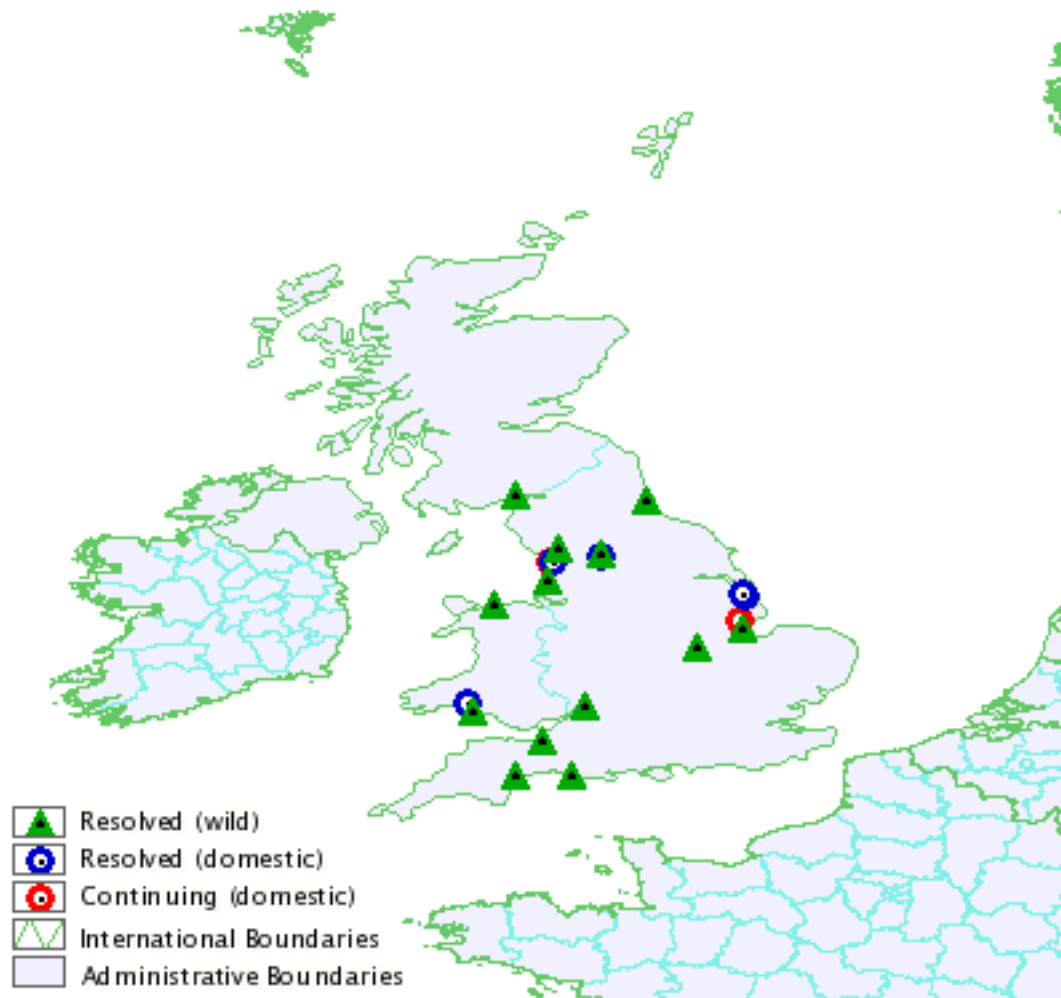 Resolved (wild)
Resolved (domestic)
Continuing (domestic)
International Boundaries
Administrative Boundaries